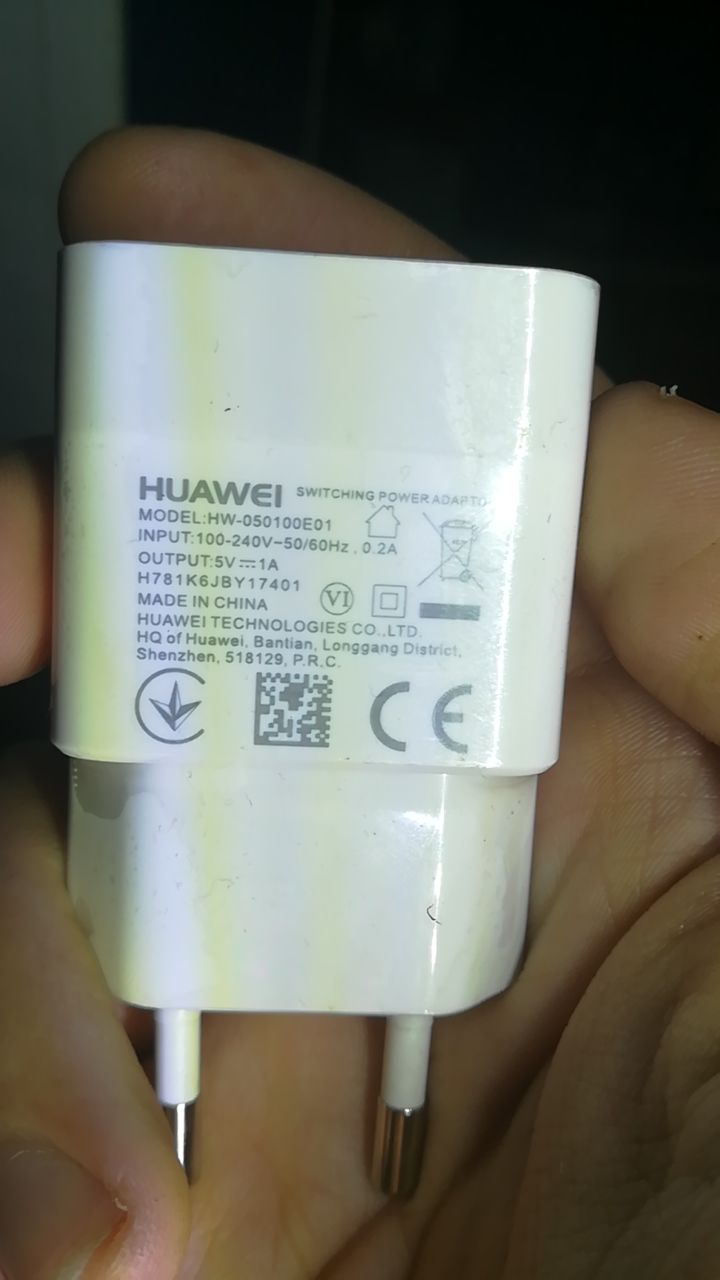 HUAWEI SWITCHING POWER ADAPTO
MODEL:HW-050100E01
INPUT:100-240V~50/60Hz , 0.2A
OUTPUT:5V⎓1A
H781K6JBY17401
MADE IN CHINA VI
HUAWEI TECHNOLOGIES CO.,LTD.
HQ of Huawei, Bantian, Longgang District,
Shenzhen, 518129, P.R.C.
CE